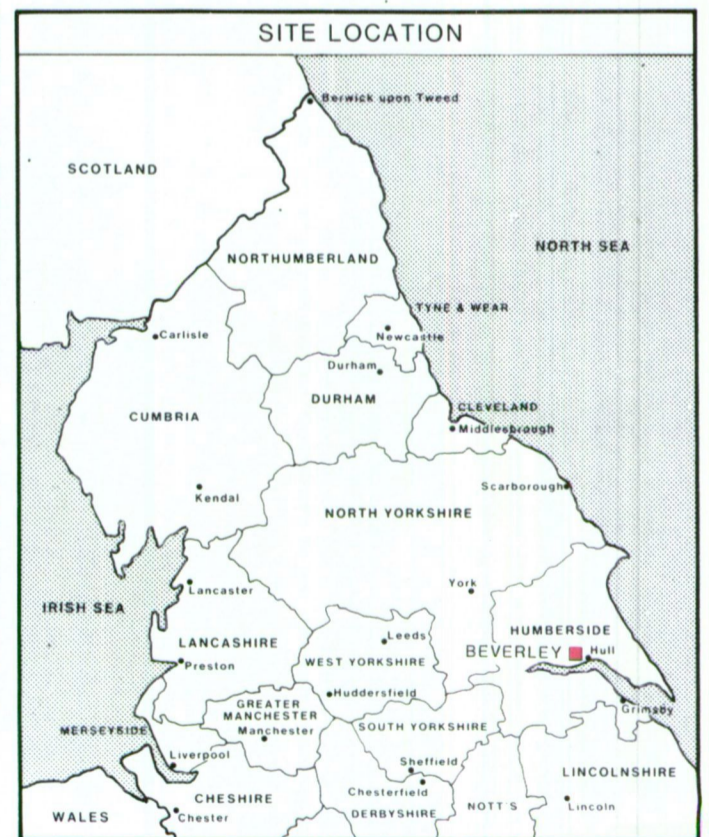 SITE LOCATION
Berwick upon Tweed
SCOTLAND
NORTH SEA
NORTHUMBERLAND
TYNE & WEAR
Newcastle
Carlisle
Durham
DURHAM
CLEVELAND
CUMBRIA
Middlesbrough
Kendal
Scarborough
NORTH YORKSHIRE
York
Lancaster
IRISH SEA
HUMBERSIDE
Leeds
LANCASHIRE
BEVERLEY
Hull
WEST YORKSHIRE
Preston
Huddersfield
GREATER
MANCHESTER
Grimsby
MERSEYSIDE
Manchester
SOUTH YORKSHIRE
Liverpool
Sheffield
LINCOLNSHIRE
CHESHIRE
Chesterfield
NOTT'S
Lincoln
WALES
Chester
DERBYSHIRE